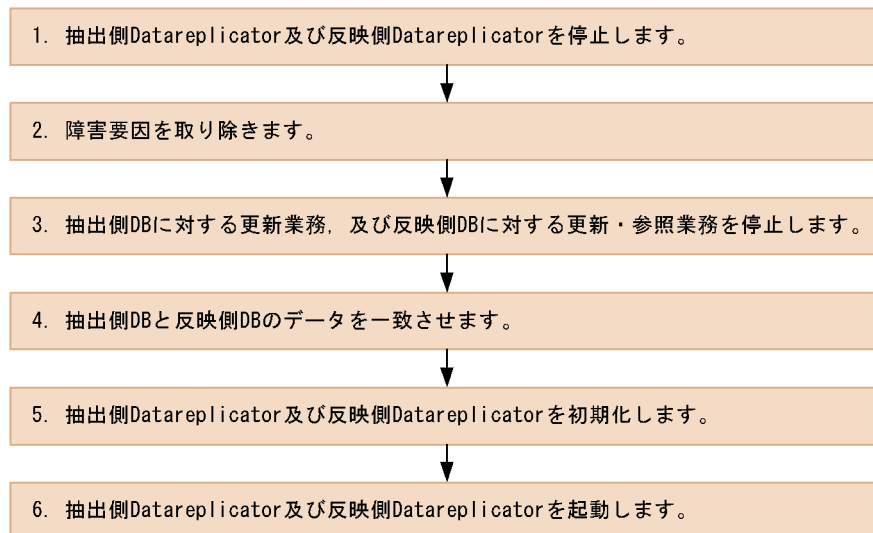 1. 抽出側Datareplicator及び反映側Datareplicatorを停止します。
2. 障害要因を取り除きます。
3. 抽出側DBに対する更新業務，及び反映側DBに対する更新・参照業務を停止します。
4. 抽出側DBと反映側DBのデータを一致させます。
5. 抽出側Datareplicator及び反映側Datareplicatorを初期化します。
6. 抽出側Datareplicator及び反映側Datareplicatorを起動します。